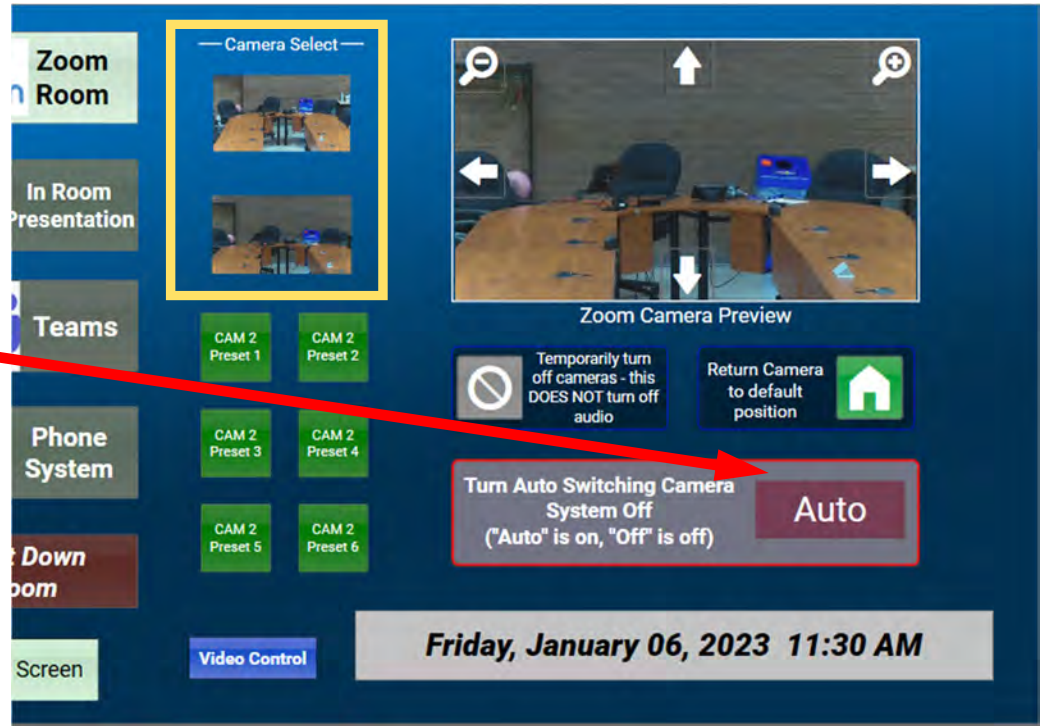 Zoom
Room
In Room
Presentation
Teams
Phone
System
t Down
oom
Screen
Camera Select
CAM 2
Preset 1
CAM 2
Preset 2
CAM 2
Preset 3
CAM 2
Preset 4
CAM 2
Preset 5
CAM 2
Preset 6
Video Control
Zoom Camera Preview
Temporarily turn
off cameras - this
DOES NOT turn off
audio
Return Camera
to default
position
Turn Auto Switching Camera
System Off
("Auto" is on, "Off" is off)
Auto
Friday, January 06, 2023 11:30 AM